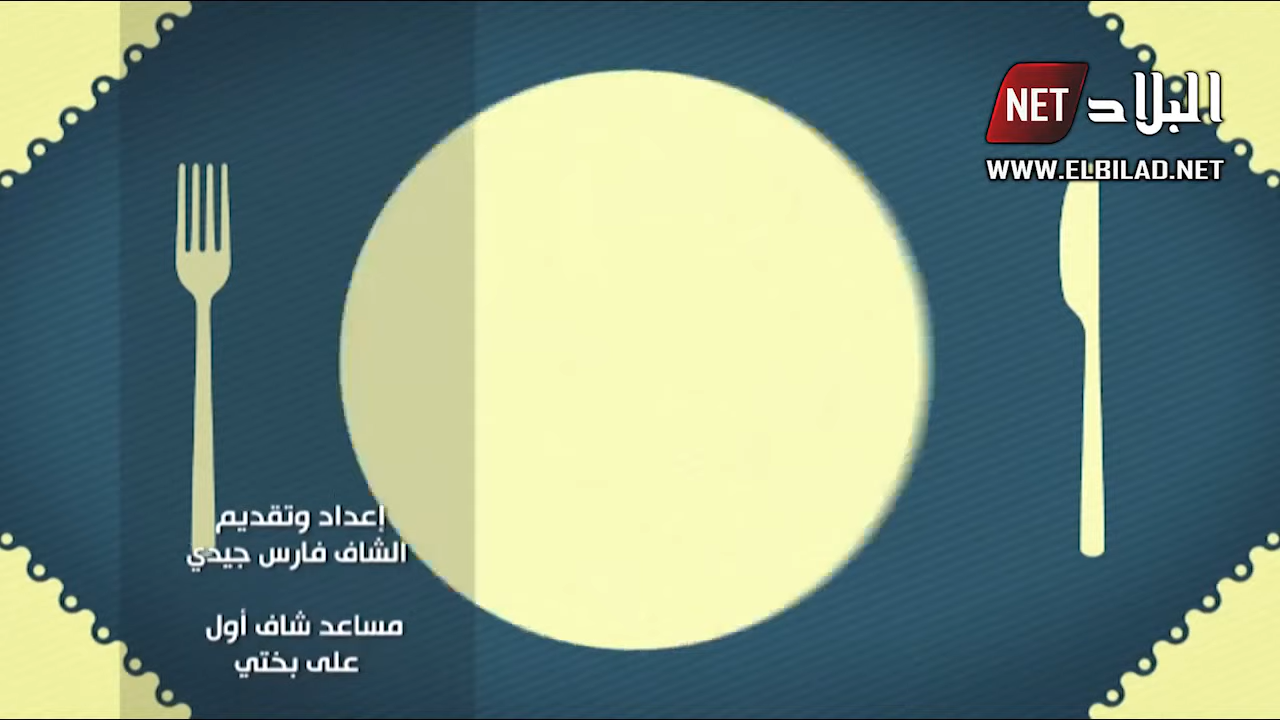 البلاد NET
WWW.ELBILAD.NET
إعداد وتقديم
الشاف فارس جيدي
مساعد شاف أول
على بختي